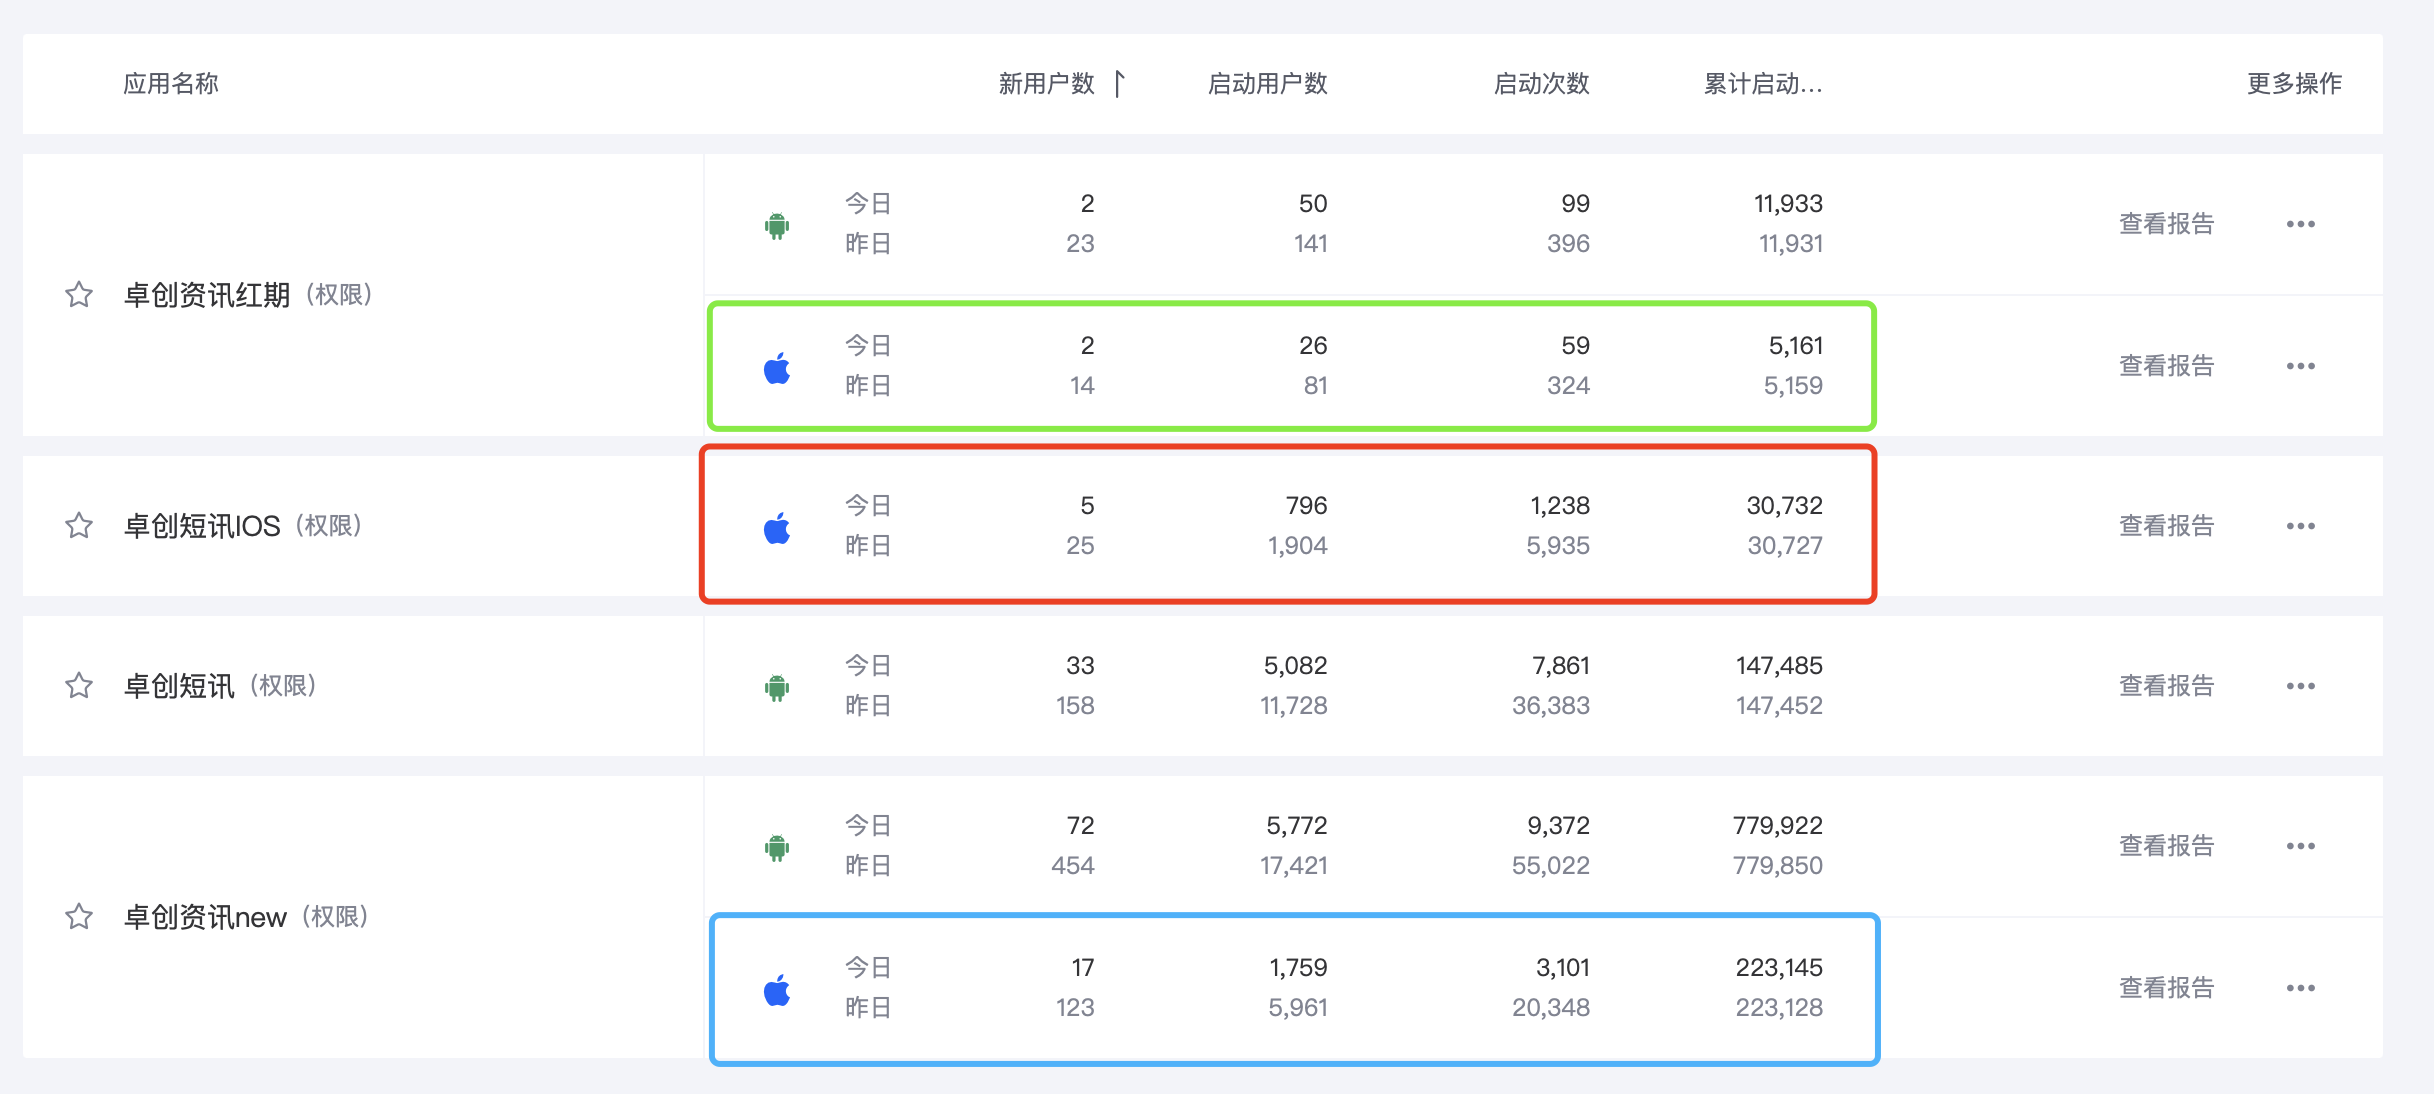 应用名称 新用户数 启动用户数 启动次数 累计启动... 更多操作
卓创资讯红期 (权限)
今日 2 50 99 11,933
昨日 23 141 396 11,931
查看报告
今日 2 26 59 5,161
昨日 14 81 324 5,159
查看报告
卓创短讯IOS (权限)
今日 5 796 1,238 30,732
昨日 25 1,904 5,935 30,727
查看报告
卓创短讯 (权限)
今日 33 5,082 7,861 147,485
昨日 158 11,728 36,383 147,452
查看报告
卓创资讯new (权限)
今日 72 5,772 9,372 779,922
昨日 454 17,421 55,022 779,850
查看报告
今日 17 1,759 3,101 223,145
昨日 123 5,961 20,348 223,128
查看报告